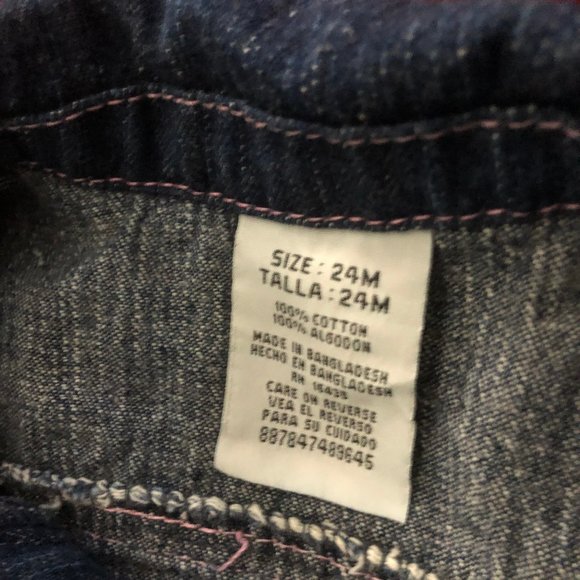 SIZE : 24M
TALLA : 24M
100% COTTON
100% ALGODON
MADE IN BANGLADESH
HECHO EN BANGLADESH
RN
CARE ON REVERSE
VEA EL REVERSO
PARA SU CUIDADO